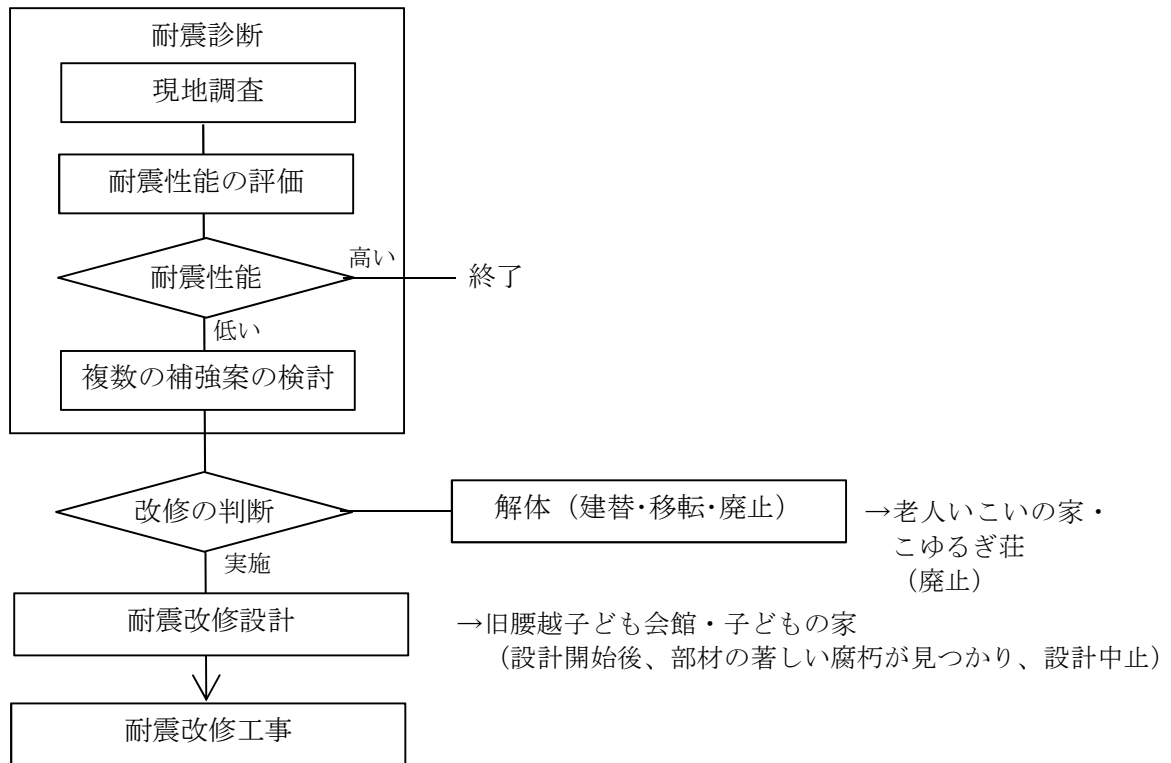 耐震診断
現地調査
耐震性能の評価
耐震性能
高い
終了
低い
複数の補強案の検討
改修の判断
解体（建替・移転・廃止）
→老人いこいの家・
こゆるぎ荘
（廃止）
実施
耐震改修設計
→旧腰越子ども会館・子どもの家
（設計開始後、部材の著しい腐朽が見つかり、設計中止）
耐震改修工事